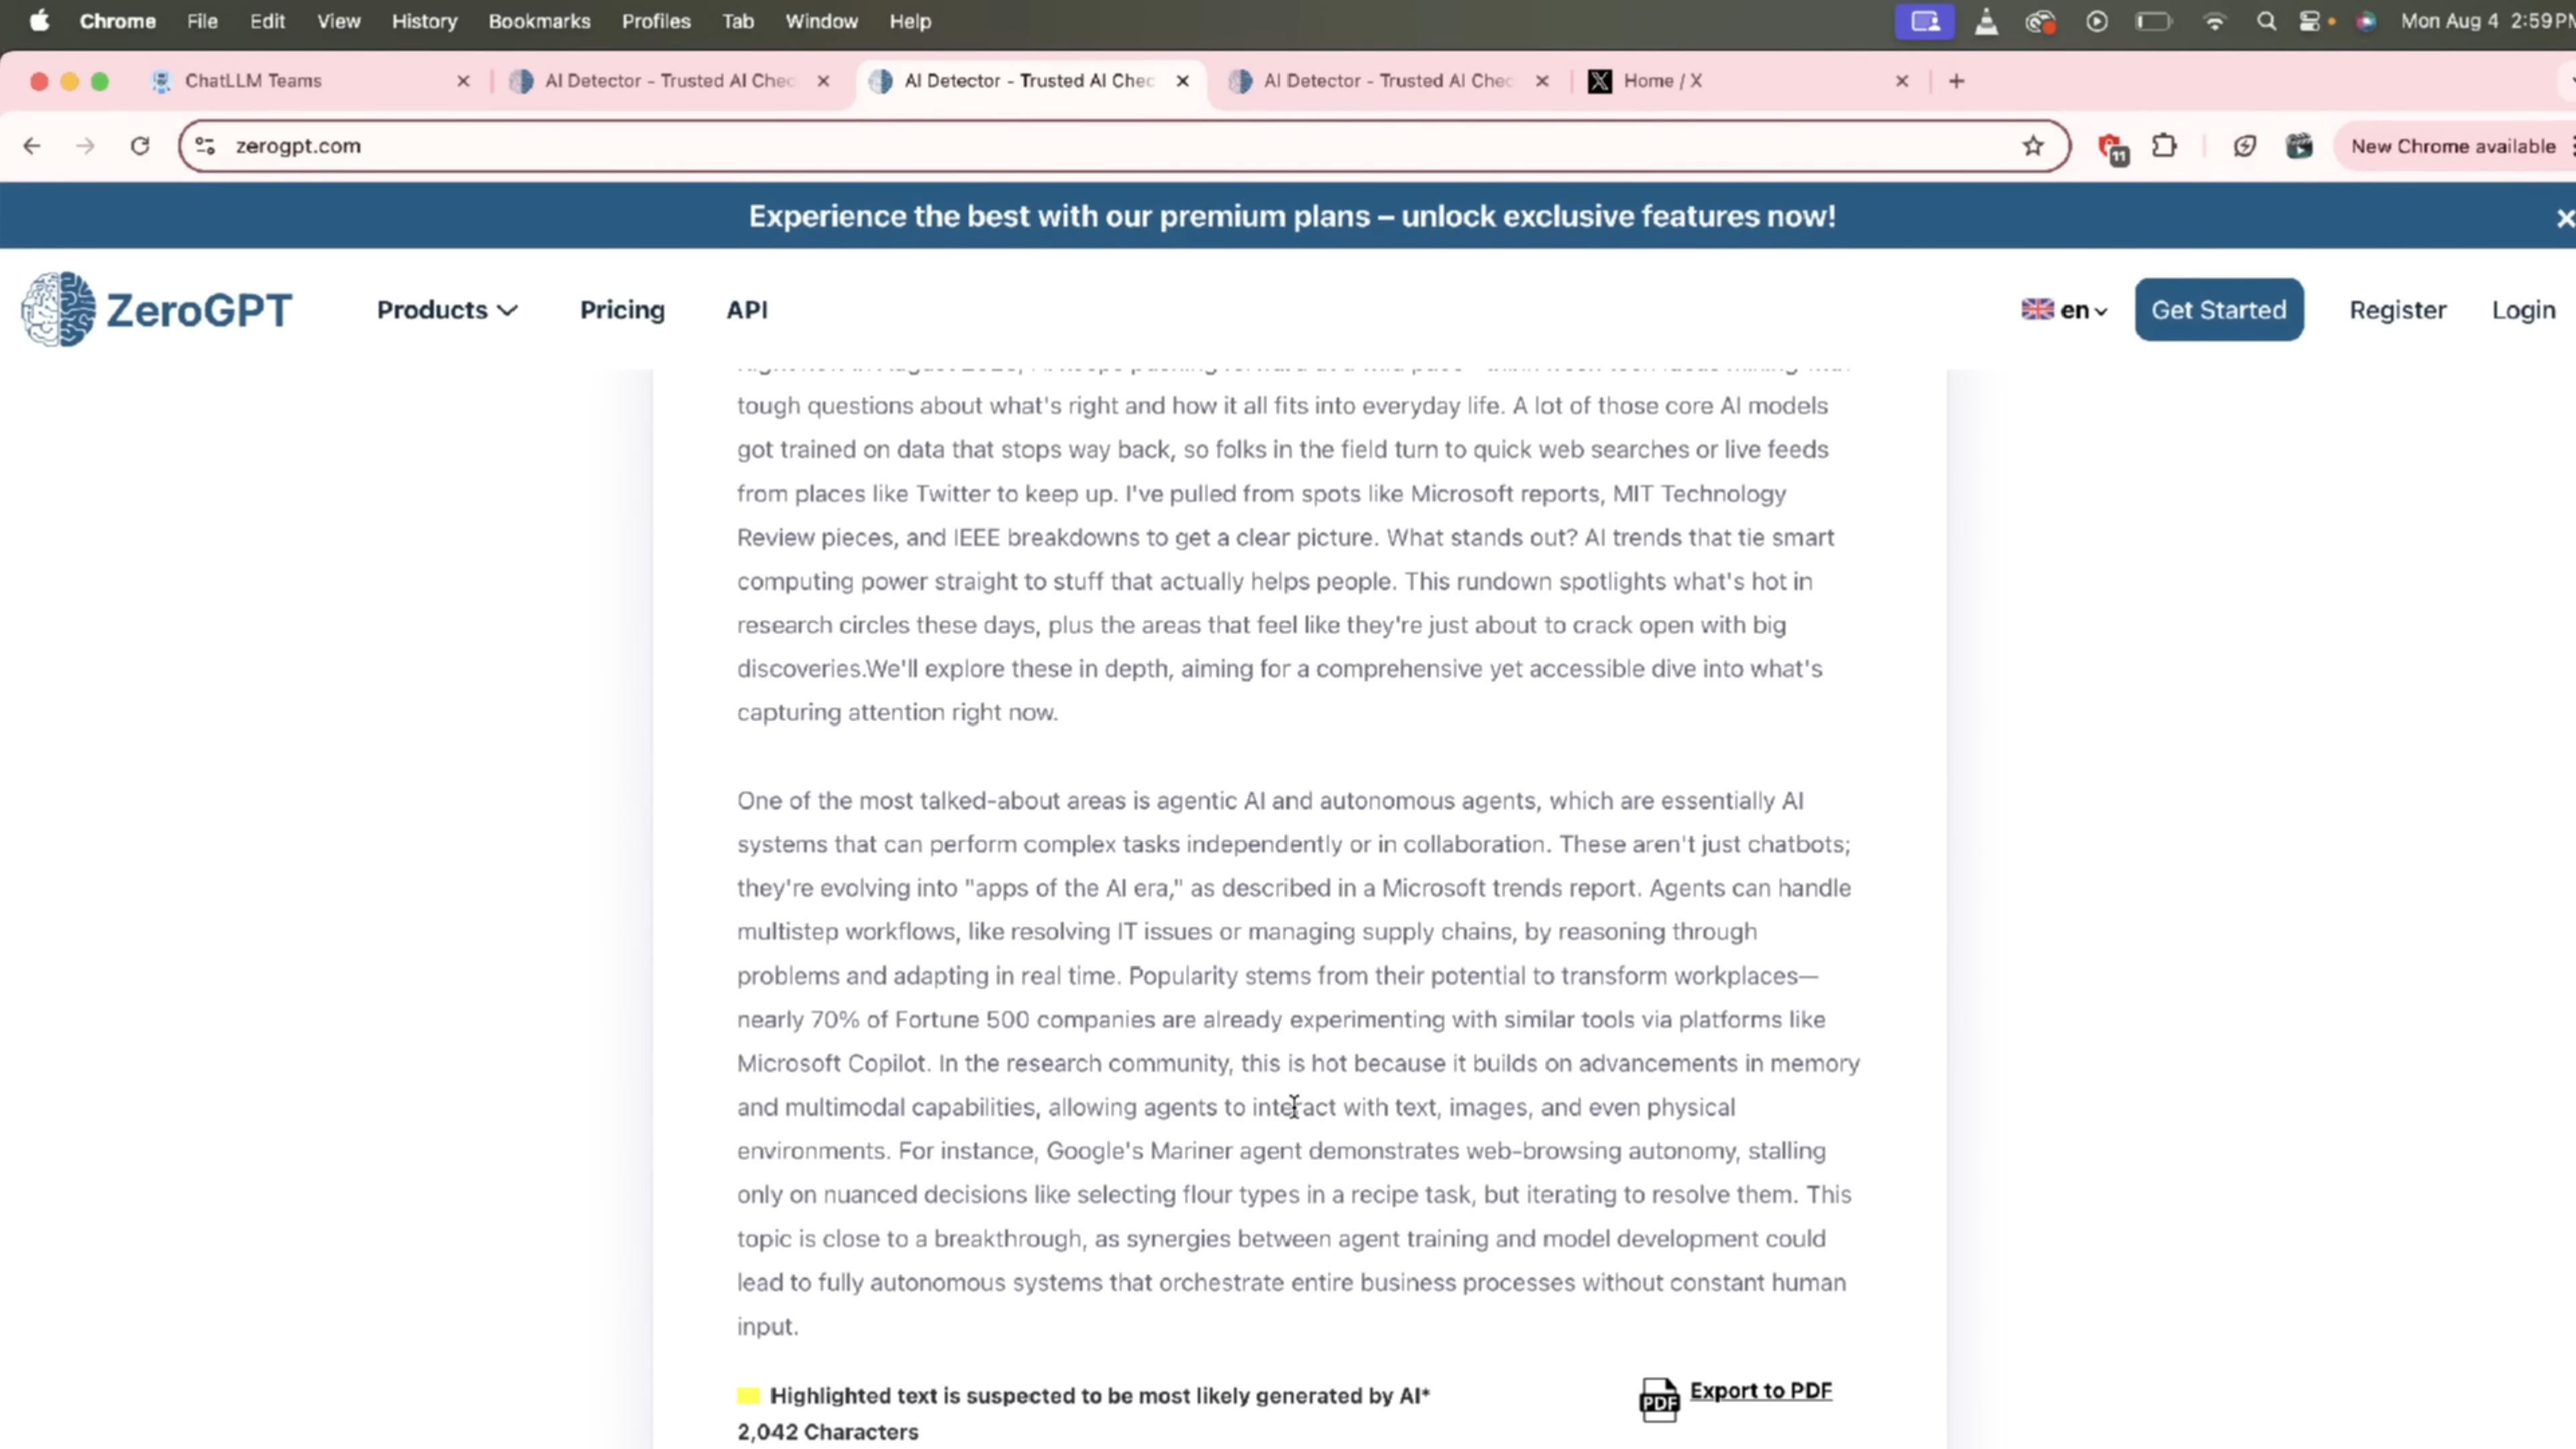 Chrome File Edit View History Bookmarks Profiles Tab Window Help Mon Aug 4 2:59
ChatLLM Teams AI Detector - Trusted AI Chec AI Detector - Trusted AI Chec AI Detector - Trusted AI Chec Home / X
zerogpt.com 11 New Chrome available
Experience the best with our premium plans – unlock exclusive features now!
ZeroGPT Products Pricing API en Get Started Register Login
tough questions about what's right and how it all fits into everyday life. A lot of those core AI models
got trained on data that stops way back, so folks in the field turn to quick web searches or live feeds
from places like Twitter to keep up. I've pulled from spots like Microsoft reports, MIT Technology
Review pieces, and IEEE breakdowns to get a clear picture. What stands out? AI trends that tie smart
computing power straight to stuff that actually helps people. This rundown spotlights what's hot in
research circles these days, plus the areas that feel like they're just about to crack open with big
discoveries.We'll explore these in depth, aiming for a comprehensive yet accessible dive into what's
capturing attention right now.
One of the most talked-about areas is agentic AI and autonomous agents, which are essentially AI
systems that can perform complex tasks independently or in collaboration. These aren't just chatbots;
they're evolving into "apps of the AI era," as described in a Microsoft trends report. Agents can handle
multistep workflows, like resolving IT issues or managing supply chains, by reasoning through
problems and adapting in real time. Popularity stems from their potential to transform workplaces—
nearly 70% of Fortune 500 companies are already experimenting with similar tools via platforms like
Microsoft Copilot. In the research community, this is hot because it builds on advancements in memory
and multimodal capabilities, allowing agents to interact with text, images, and even physical
environments. For instance, Google's Mariner agent demonstrates web-browsing autonomy, stalling
only on nuanced decisions like selecting flour types in a recipe task, but iterating to resolve them. This
topic is close to a breakthrough, as synergies between agent training and model development could
lead to fully autonomous systems that orchestrate entire business processes without constant human
input.
Highlighted text is suspected to be most likely generated by AI*
PDF Export to PDF
2,042 Characters